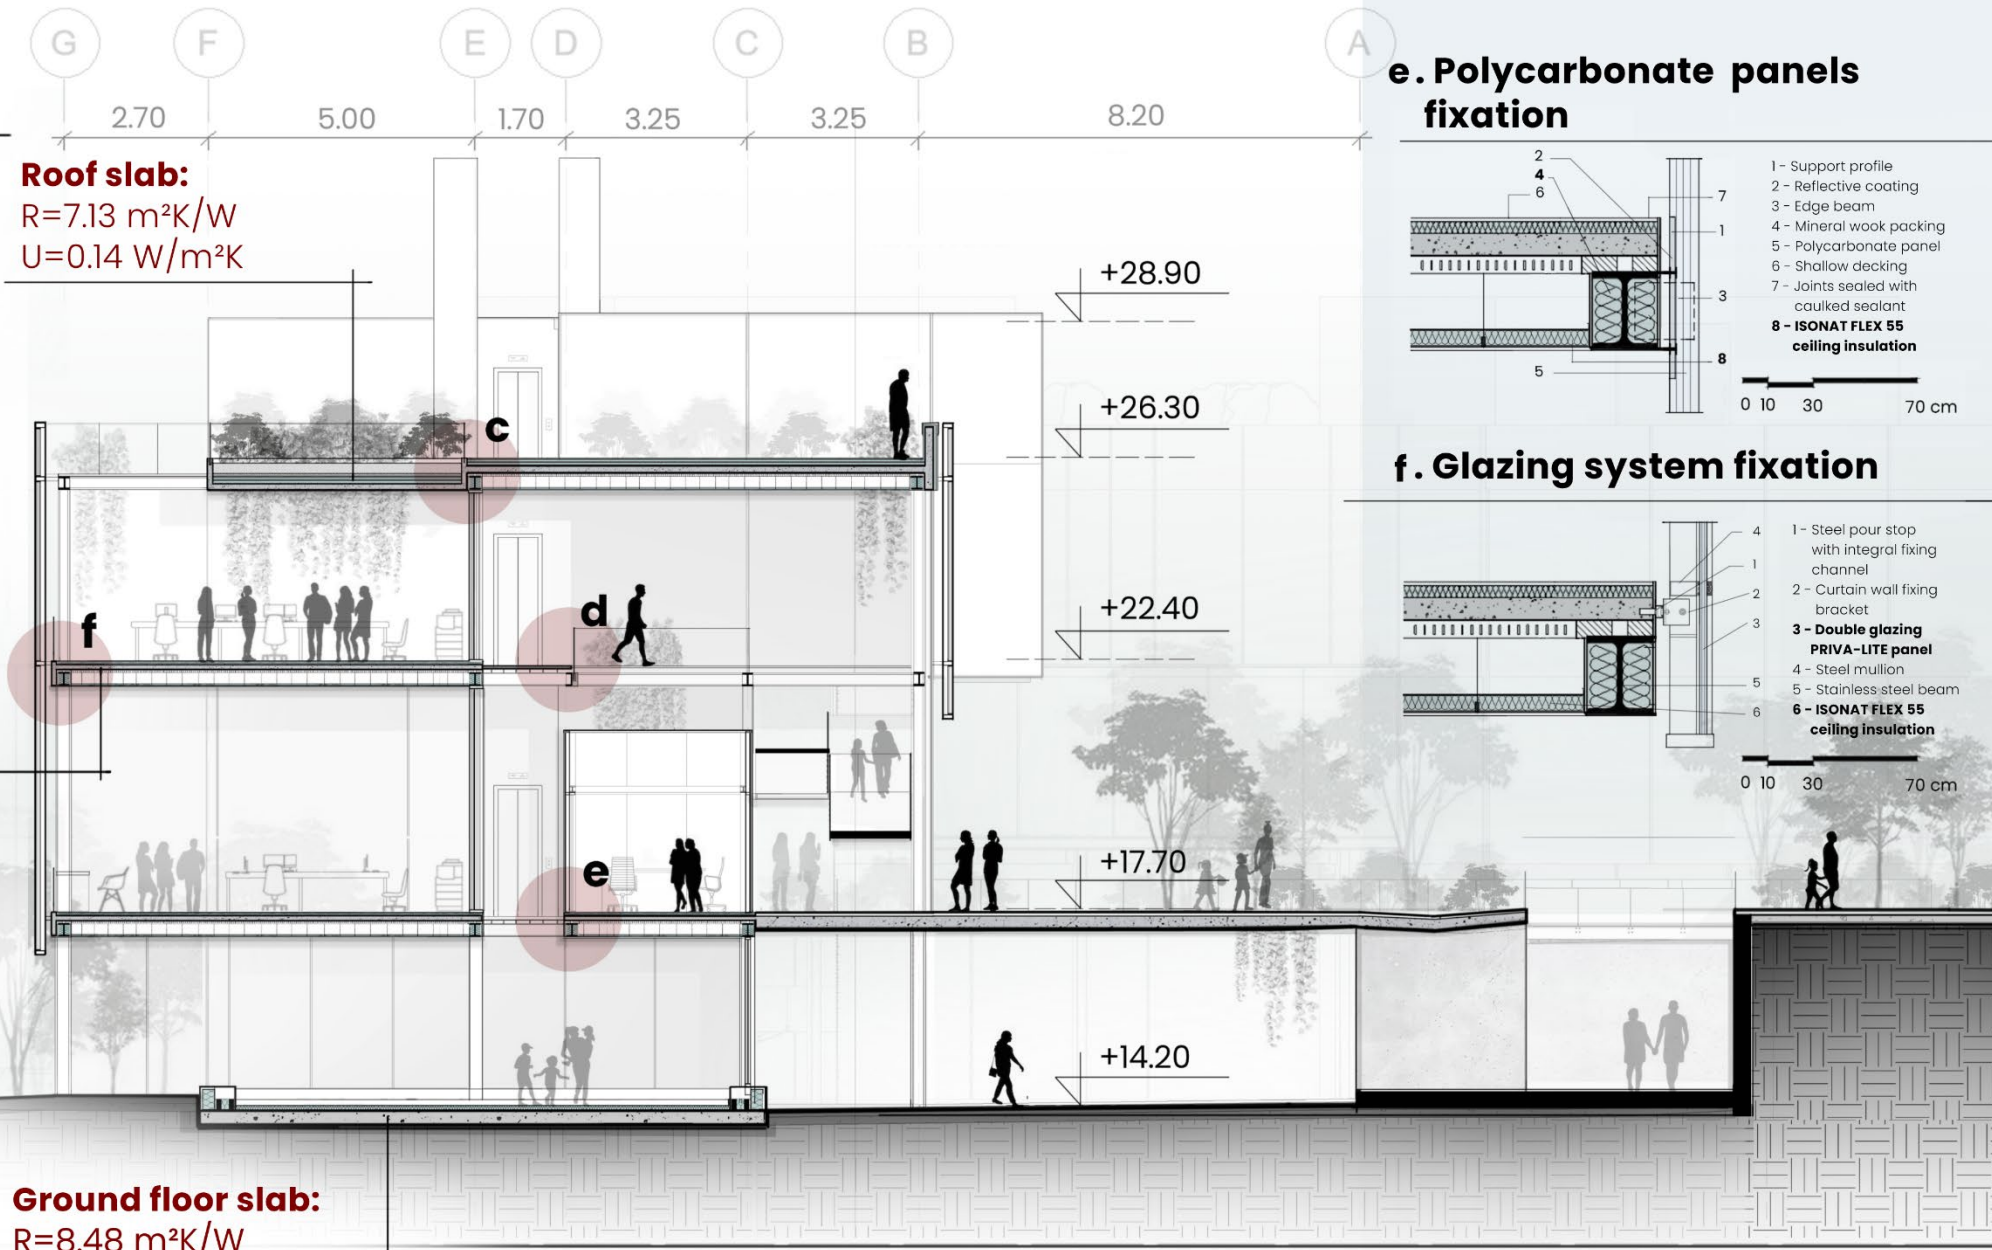 G F E D C B A
2.70 5.00 1.70 3.25 3.25 8.20
Roof slab:
R=7.13 m²K/W
U=0.14 W/m²K
+28.90
+26.30
+22.40
+17.70
+14.20
c
d
e
f
Ground floor slab:
R=8.48 m²K/W
e. Polycarbonate panels
fixation
2
4
6
7
1
3
8
5
1 - Support profile
2 - Reflective coating
3 - Edge beam
4 - Mineral wook packing
5 - Polycarbonate panel
6 - Shallow decking
7 - Joints sealed with
caulked sealant
8 - ISONAT FLEX 55
ceiling insulation
0 10 30 70 cm
f. Glazing system fixation
4
1
2
3
5
6
1 - Steel pour stop
with integral fixing
channel
2 - Curtain wall fixing
bracket
3 - Double glazing
PRIVA-LITE panel
4 - Steel mullion
5 - Stainless steel beam
6 - ISONAT FLEX 55
ceiling insulation
0 10 30 70 cm